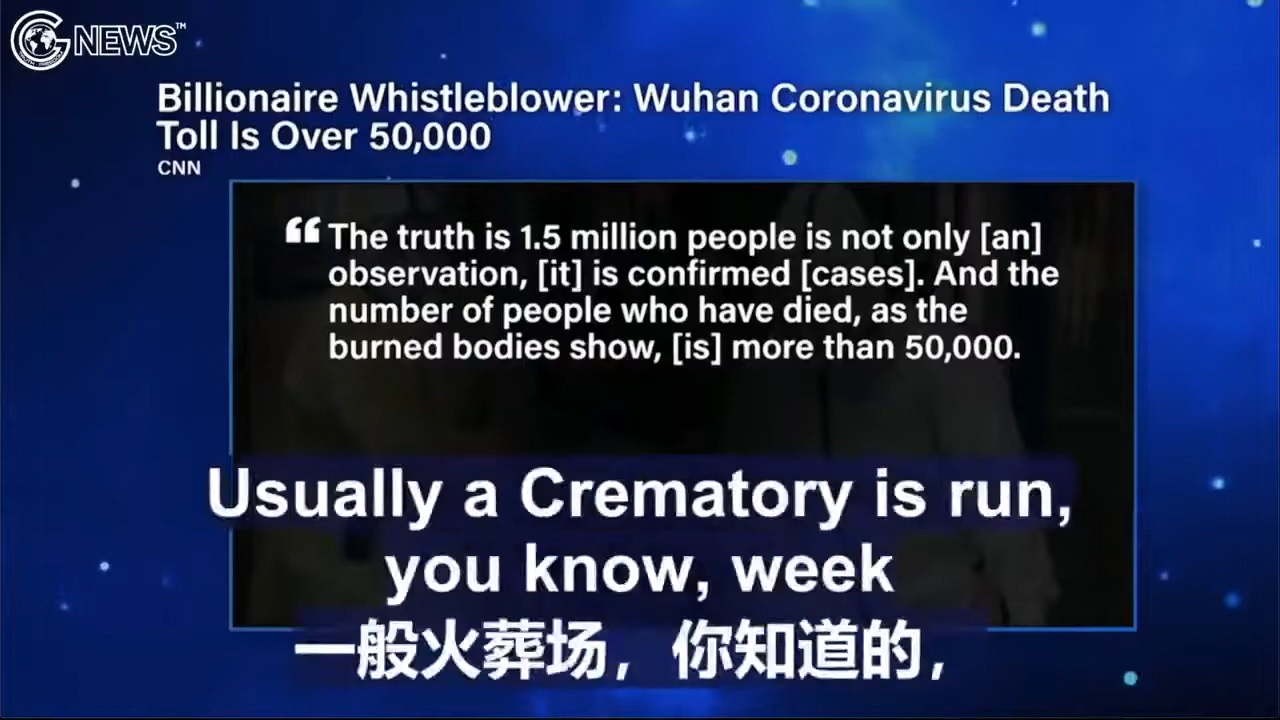 G NEWS™
Billionaire Whistleblower: Wuhan Coronavirus Death
Toll Is Over 50,000
CNN
“The truth is 1.5 million people is not only [an]
observation, [it] is confirmed [cases]. And the
number of people who have died, as the
burned bodies show, [is] more than 50,000.
Usually a Crematory is run,
you know, week
一般火葬场，你知道的，